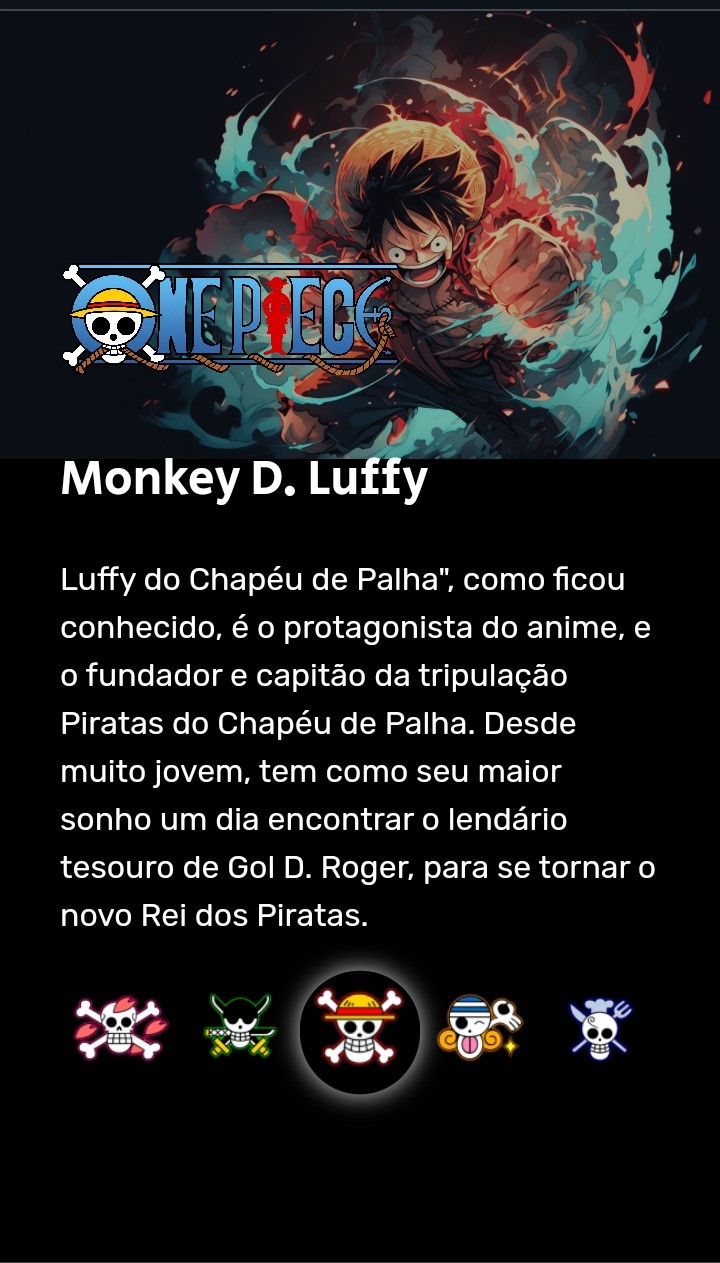 ONE PIECE
Monkey D. Luffy
Luffy do Chapéu de Palha", como ficou
conhecido, é o protagonista do anime, e
o fundador e capitão da tripulação
Piratas do Chapéu de Palha. Desde
muito jovem, tem como seu maior
sonho um dia encontrar o lendário
tesouro de Gol D. Roger, para se tornar o
novo Rei dos Piratas.